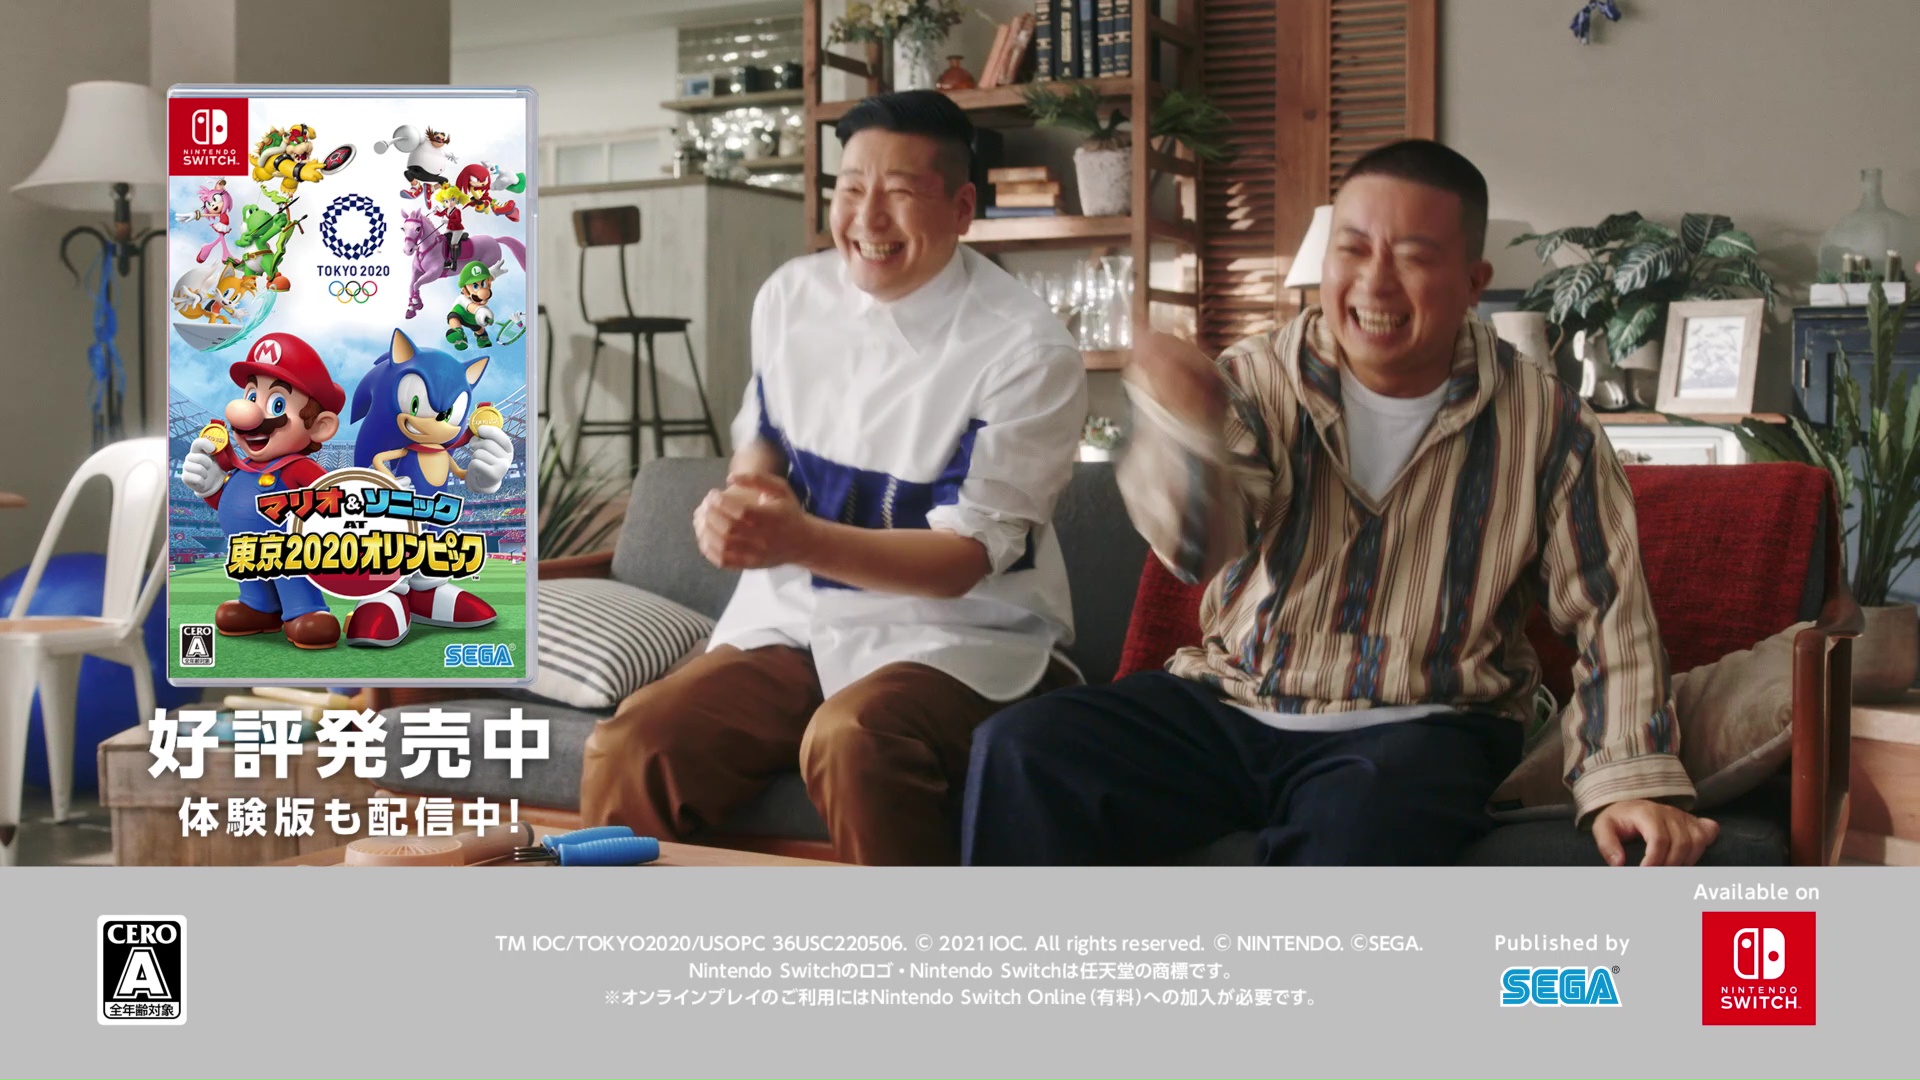 NINTENDO
SWITCH
TOKYO 2020
マリオ&ソニック
AT
東京2020オリンピック
CERO
A
全年齢対象
SEGA
好評発売中
体験版も配信中!
CERO
A
全年齢対象
TM IOC/TOKYO2020/USOPC 36USC220506. © 2021 IOC. All rights reserved. © NINTENDO. ©SEGA.
Nintendo Switchのロゴ・Nintendo Switchは任天堂の商標です。
※オンラインプレイのご利用にはNintendo Switch Online(有料)への加入が必要です。
Published by
SEGA®
Available on
NINTENDO
SWITCH